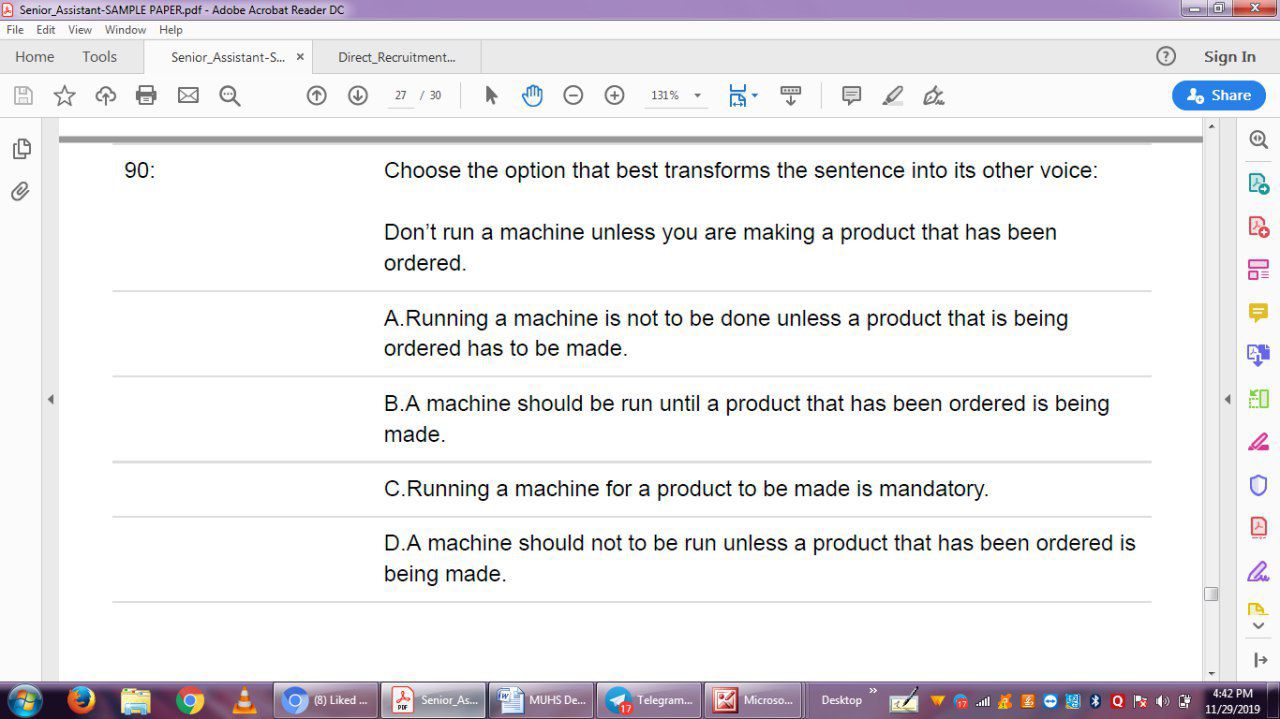 Senior_Assistant-SAMPLE PAPER.pdf - Adobe Acrobat Reader DC
File Edit View Window Help
Home Tools Senior_Assistant-S... × Direct_Recruitment... ? Sign In
27 / 30 131% Share
90: Choose the option that best transforms the sentence into its other voice:
Don’t run a machine unless you are making a product that has been
ordered.
A.Running a machine is not to be done unless a product that is being
ordered has to be made.
B.A machine should be run until a product that has been ordered is being
made.
C.Running a machine for a product to be made is mandatory.
D.A machine should not to be run unless a product that has been ordered is
being made.
(8) Liked ... Senior_As... MUHS De... Telegram... Microso... Desktop » 4:42 PM
17 17 11/29/2019